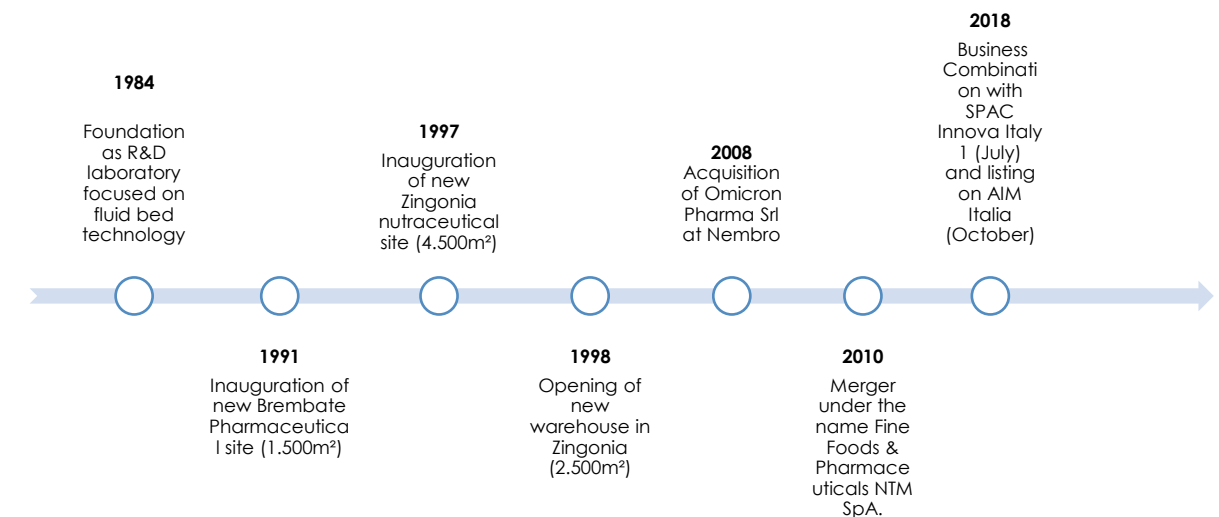 1984
Foundation
as R&D
laboratory
focused on
fluid bed
technology
1991
Inauguration of
new Brembate
Pharmaceutica
l site (1.500m²)
1997
Inauguration
of new
Zingonia
nutraceutical
site (4.500m²)
1998
Opening of
new
warehouse in
Zingonia
(2.500m²)
2008
Acquisition
of Omicron
Pharma Srl
at Nembro
2010
Merger
under the
name Fine
Foods &
Pharmace
uticals NTM
SpA.
2018
Business
Combinati
on with
SPAC
Innova Italy
1 (July)
and listing
on AIM
Italia
(October)